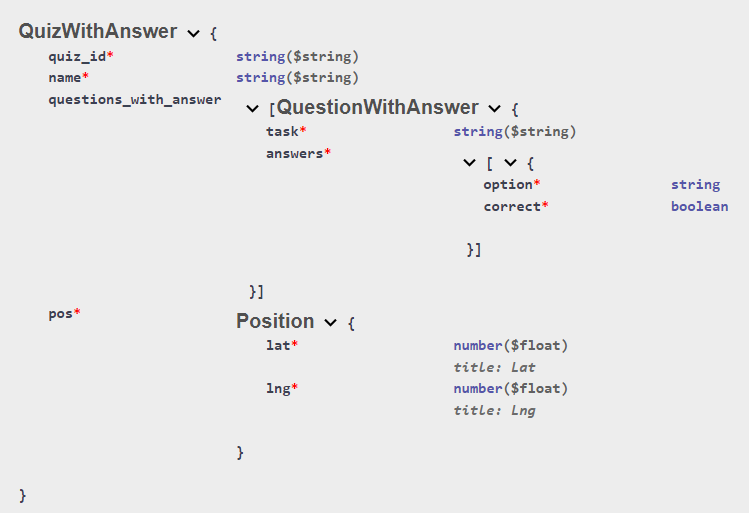 QuizWithAnswer {
quiz_id* string($string)
name* string($string)
questions_with_answer [QuestionWithAnswer {
task* string($string)
answers* [ {
option* string
correct* boolean
}]
}]
pos* Position {
lat* number($float)
title: Lat
lng* number($float)
title: Lng
}
}